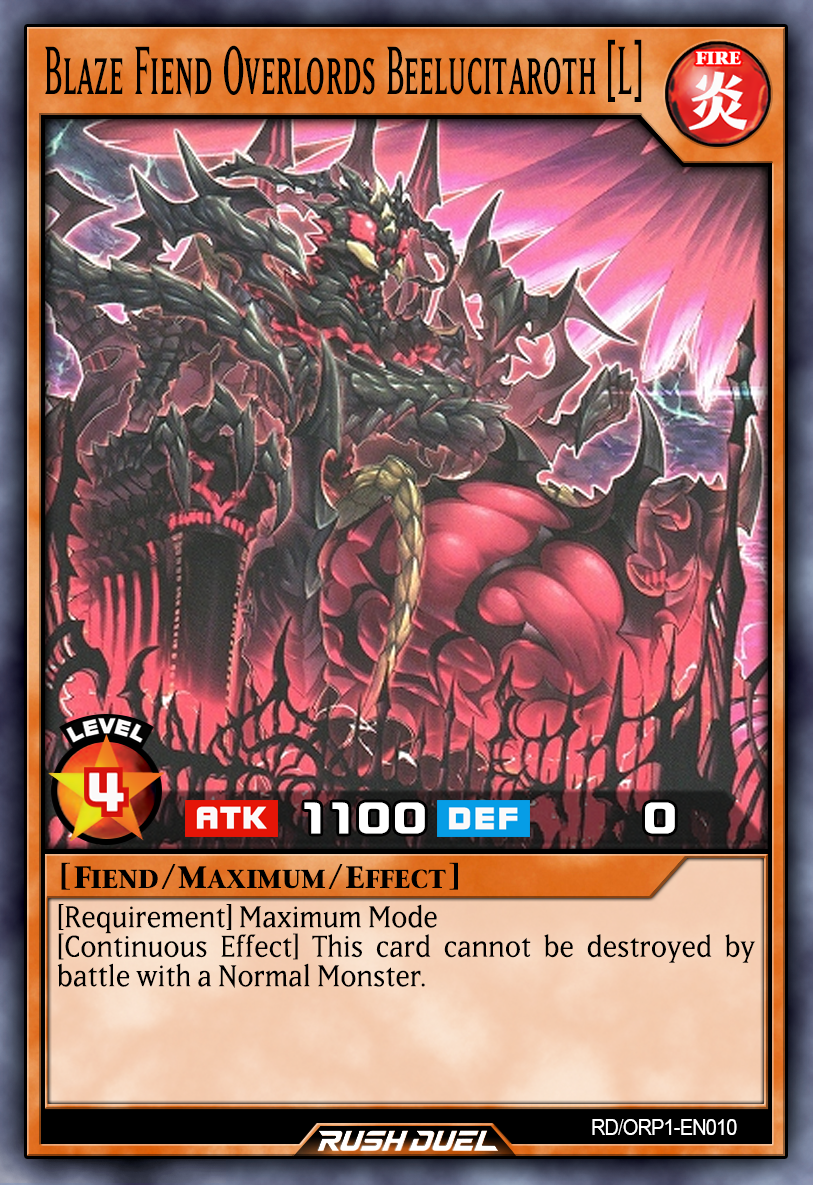 Blaze Fiend Overlords Beelucitaroth [L]
FIRE
炎
LEVEL
4
ATK 1100 DEF 0
[Fiend/Maximum/Effect]
[Requirement] Maximum Mode
[Continuous Effect] This card cannot be destroyed by
battle with a Normal Monster.
RUSH DUEL
RD/ORP1-EN010